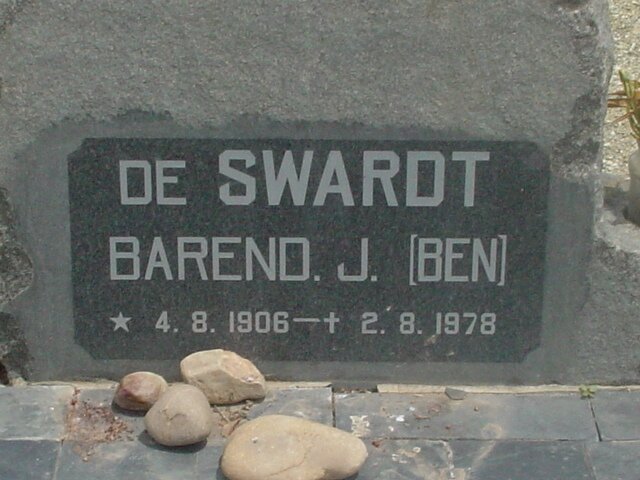 DE SWARDT
BAREND. J. [BEN]
★ 4.8.1906–✝ 2.8.1978